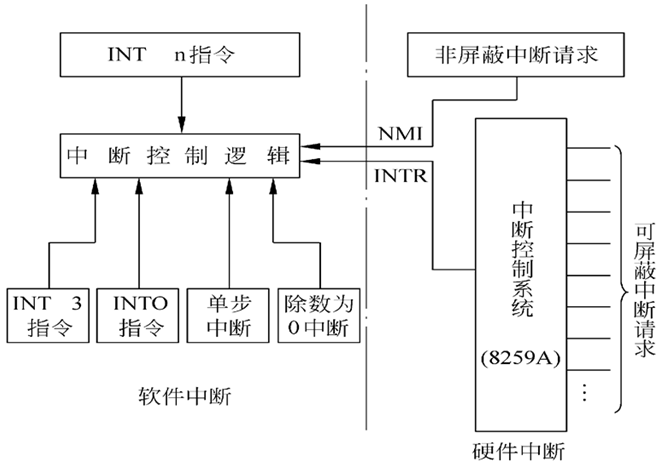 INT n指令
非屏蔽中断请求
中断控制逻辑
NMI
INTR
中断控制系统
(8259A)
可屏蔽中断请求
INT 3
指令
INTO
指令
单步
中断
除数为
0中断
⋮
软件中断
硬件中断